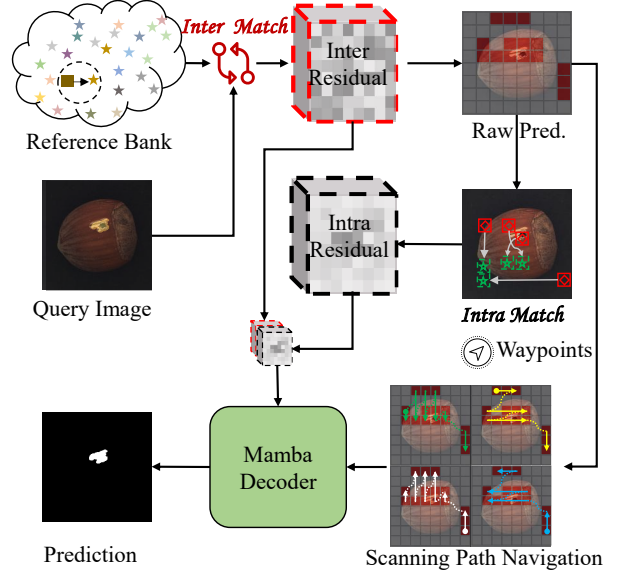 Inter Match
Inter
Residual
Reference Bank
Raw Pred.
Intra
Residual
Query Image
Intra Match
Waypoints
Mamba
Decoder
Prediction
Scanning Path Navigation